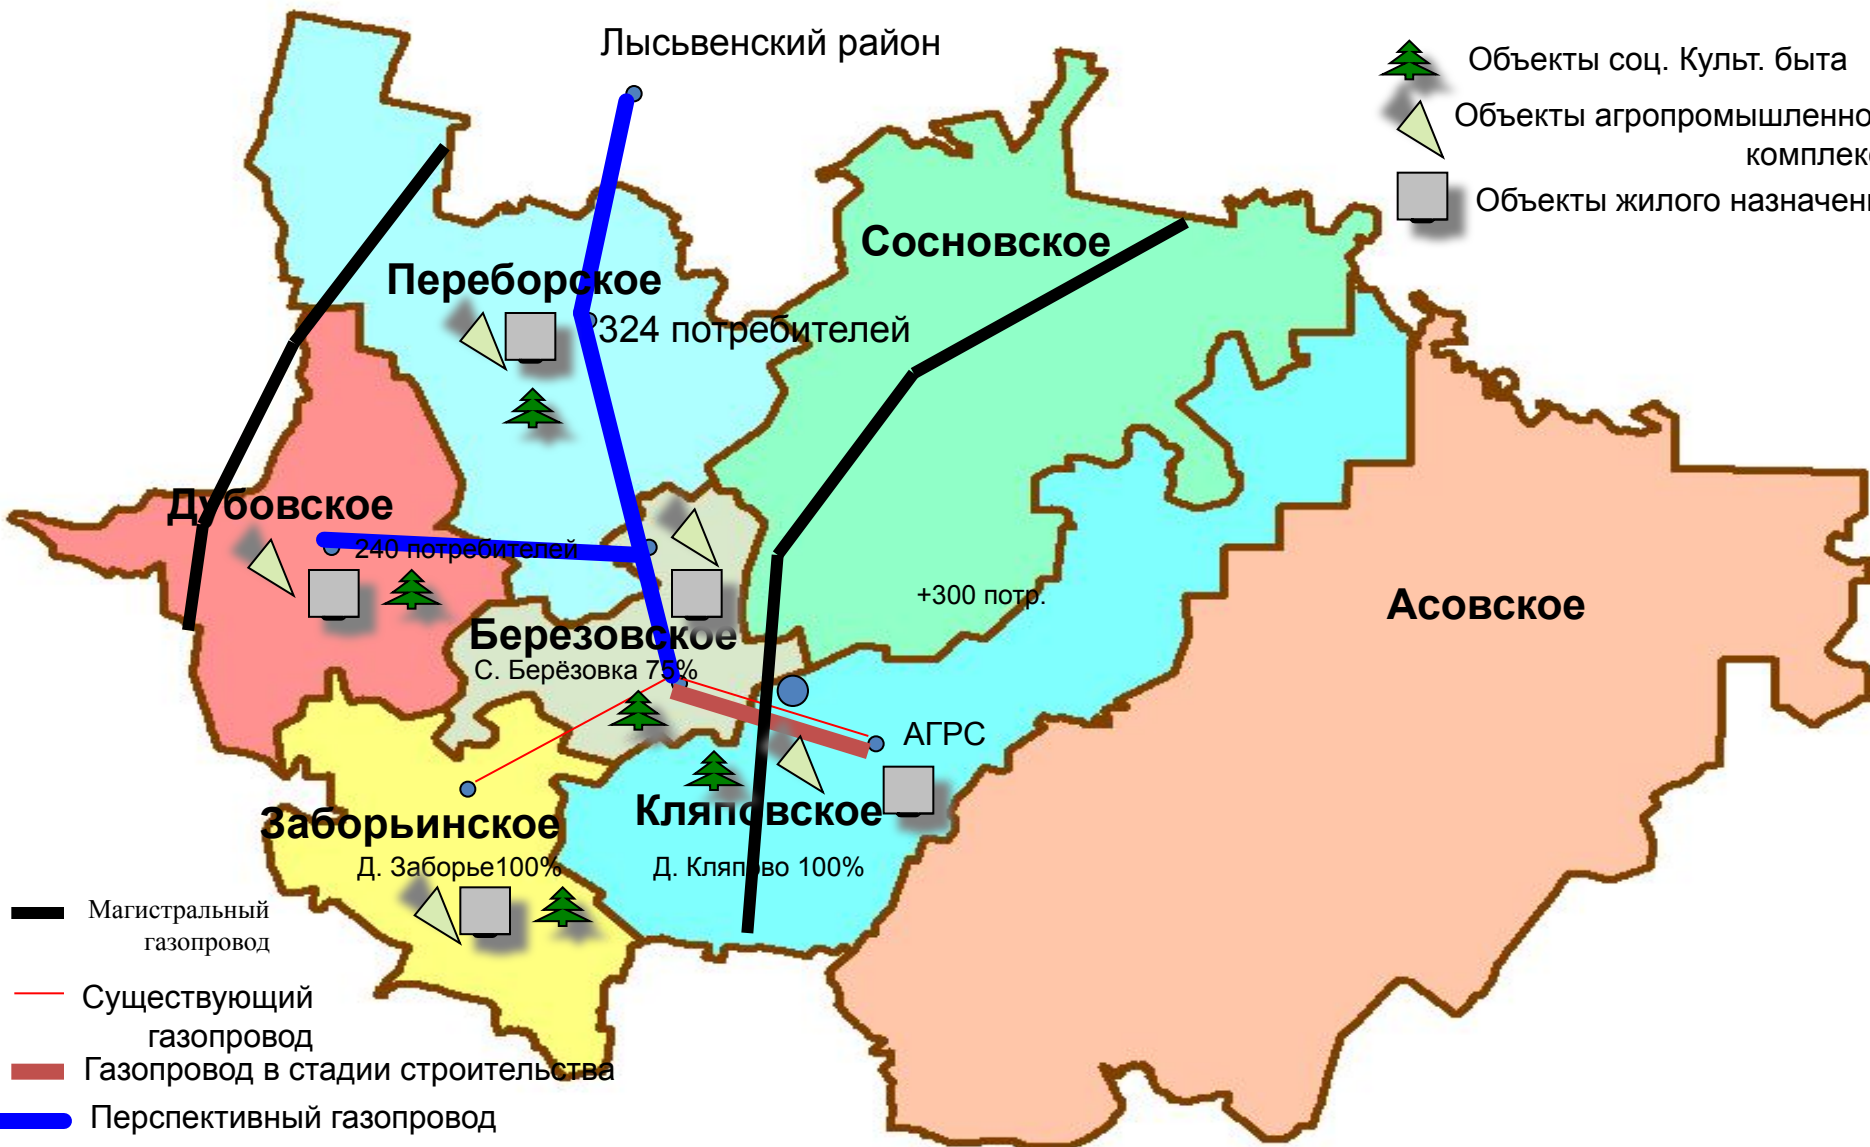 Лысьвенский район
Объекты соц. Культ. быта
Объекты агропромышленно
комплекс
Объекты жилого назначени
Сосновское
Переборское
324 потребителей
Дубовское
240 потребителей
+300 потр.
Асовское
Березовское
С. Берёзовка 75%
АГРС
Заборьинское
Кляповское
Д. Заборье100%
Д. Кляпово 100%
Магистральный
газопровод
Существующий
газопровод
Газопровод в стадии строительства
Перспективный газопровод